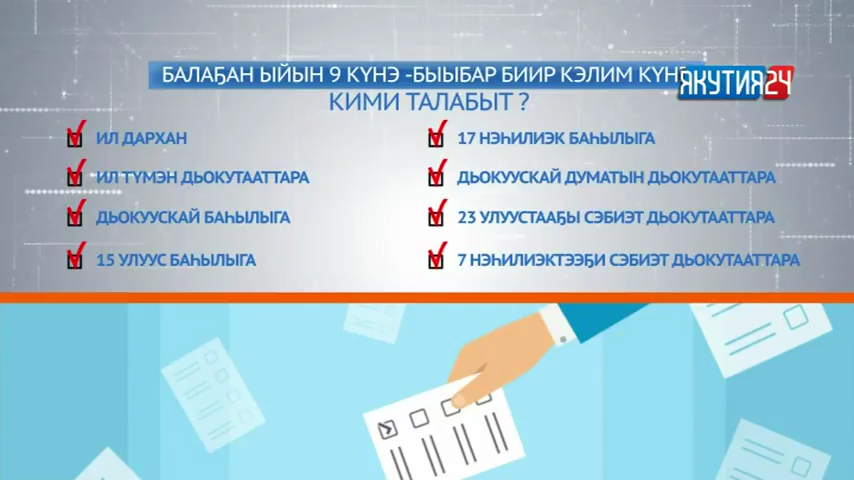 БАЛАҔАН ЫЙЫН 9 КҮНЭ -БЫЫБАР БИИР КЭЛИМ КҮНЭ
ЯКУТИЯ24
КИМИ ТАЛАБЫТ ?
ИЛ ДАРХАН
ИЛ ТҮМЭН ДЬОКУТААТТАРА
ДЬОКУУСКАЙ БАҺЫЛЫГА
15 УЛУУС БАҺЫЛЫГА
17 НЭҺИЛИЭК БАҺЫЛЫГА
ДЬОКУУСКАЙ ДУМАТЫН ДЬОКУТААТТАРА
23 УЛУУСТААҔЫ СЭБИЭТ ДЬОКУТААТТАРА
7 НЭҺИЛИЭКТЭЭҔИ СЭБИЭТ ДЬОКУТААТТАРА